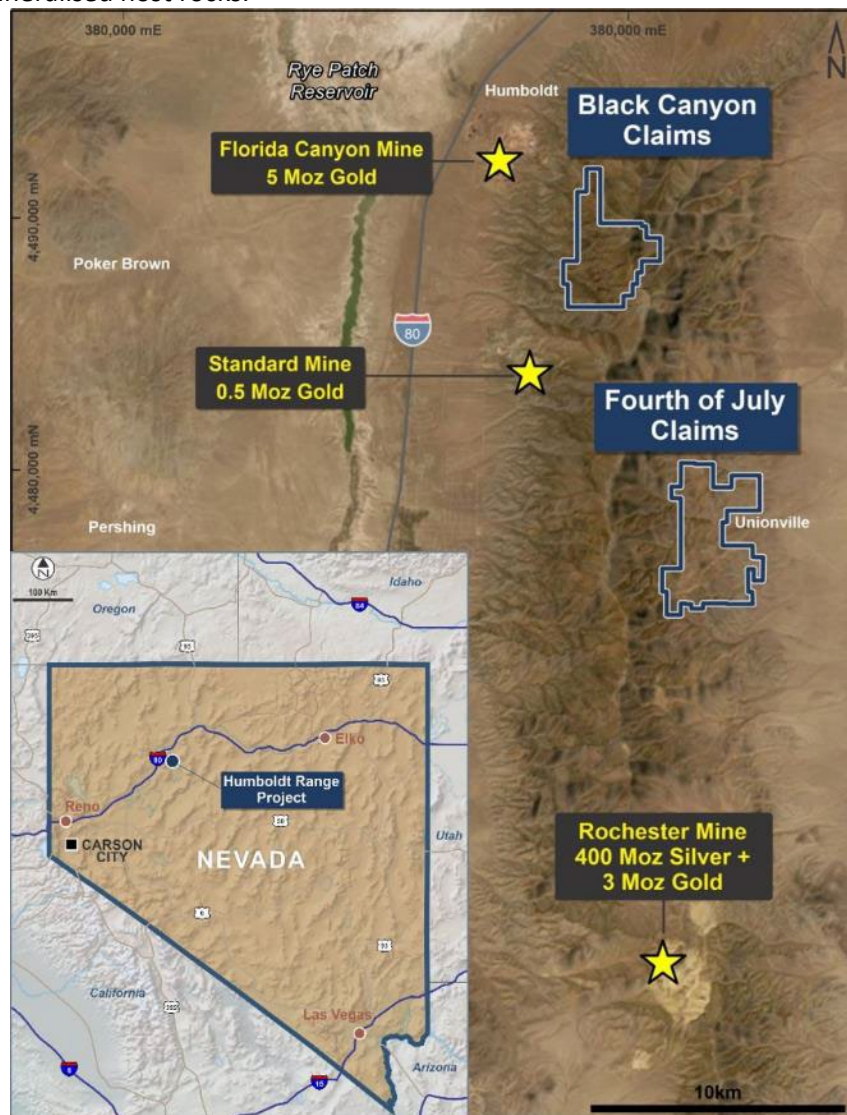 380,000 mE
380,000 mE
N
Rye Patch
Reservoir
Humboldt
Black Canyon
Claims
Florida Canyon Mine
5 Moz Gold
4,490,000 mN
Poker Brown
80
Standard Mine
0.5 Moz Gold
Fourth of July
Claims
4,480,000 mN
Pershing
Unionville
N
100 Km
Idaho
Oregon
84
395
95
93
Elko
80
Humboldt Range
Project
Reno
50
Utah
CARSON
CITY
NEVADA
6
93
California
Las Vegas
Arizona
5
15
Rochester Mine
400 Moz Silver +
3 Moz Gold
10km